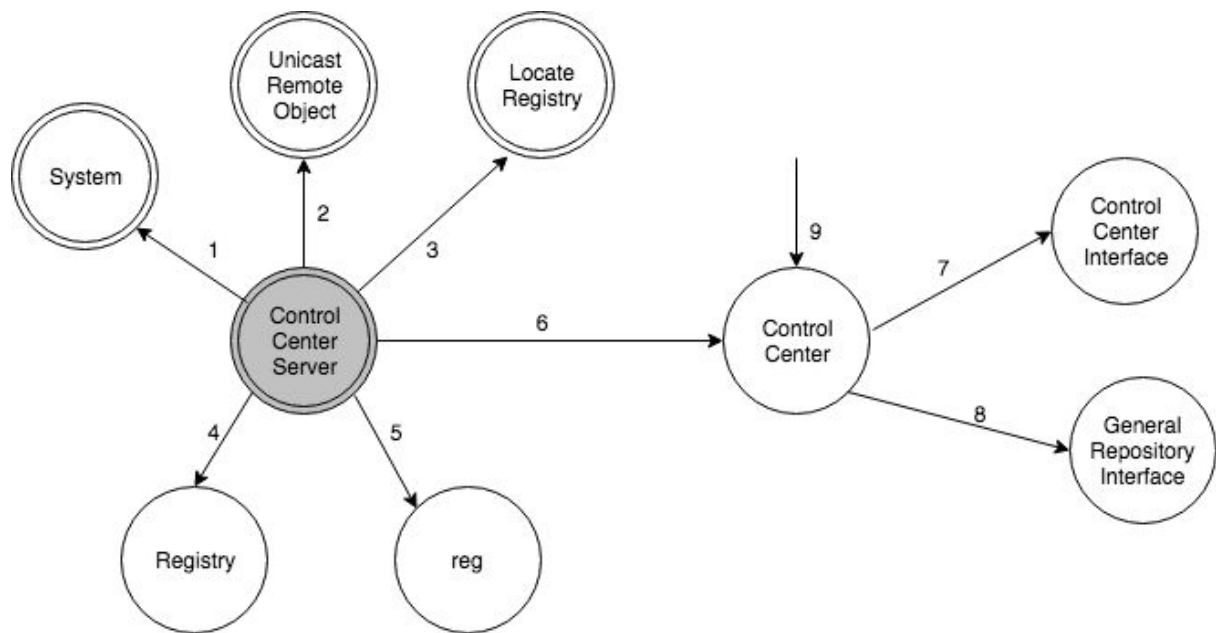 Unicast
Remote
Object
Locate
Registry
System
1
2
3
9
Control
Center
Interface
7
Control
Center
Server
6
Control
Center
4
5
8
General
Repository
Interface
Registry
reg